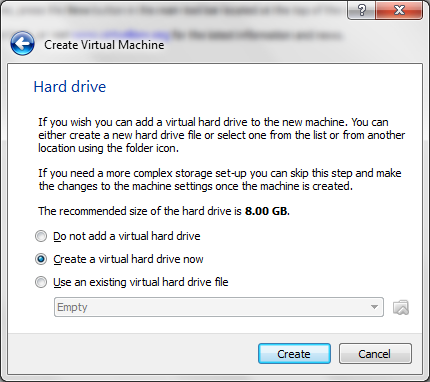 Create Virtual Machine
Hard drive
If you wish you can add a virtual hard drive to the new machine. You can
either create a new hard drive file or select one from the list or from another
location using the folder icon.
If you need a more complex storage set-up you can skip this step and make
the changes to the machine settings once the machine is created.
The recommended size of the hard drive is 8.00 GB.
Do not add a virtual hard drive
Create a virtual hard drive now
Use an existing virtual hard drive file
Empty
Create
Cancel